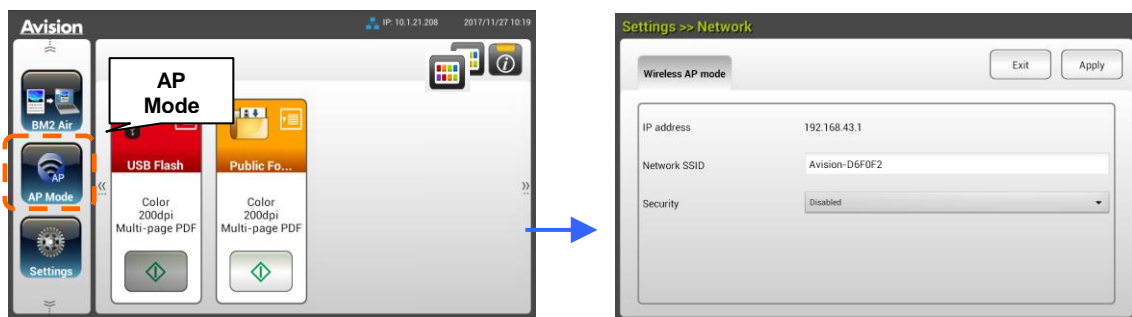 Avision
IP: 10.1.21.208
2017/11/27 10:19
BM2 Air
AP
AP Mode
Settings
AP
Mode
USB Flash
Color
200dpi
Multi-page PDF
Public Fo...
Color
200dpi
Multi-page PDF
Settings >> Network
Wireless AP mode
Exit
Apply
IP address
192.168.43.1
Network SSID
Avision-D6F0F2
Security
Disabled